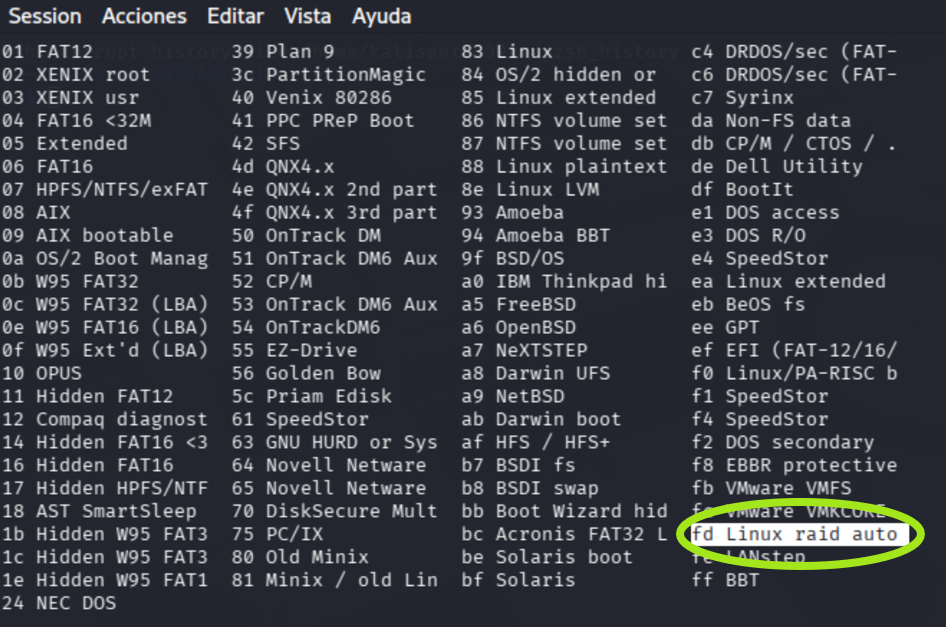 Session Acciones Editar Vista Ayuda
01 FAT12 39 Plan 9 83 Linux c4 DRDOS/sec (FAT-
02 XENIX root 3c PartitionMagic 84 OS/2 hidden or c6 DRDOS/sec (FAT-
03 XENIX usr 40 Venix 80286 85 Linux extended c7 Syrinx
04 FAT16 <32M 41 PPC PReP Boot 86 NTFS volume set da Non-FS data
05 Extended 42 SFS 87 NTFS volume set db CP/M / CTOS / .
06 FAT16 4d QNX4.x 88 Linux plaintext de Dell Utility
07 HPFS/NTFS/exFAT 4e QNX4.x 2nd part 8e Linux LVM df BootIt
08 AIX 4f QNX4.x 3rd part 93 Amoeba e1 DOS access
09 AIX bootable 50 OnTrack DM 94 Amoeba BBT e3 DOS R/O
0a OS/2 Boot Manag 51 OnTrack DM6 Aux 9f BSD/OS e4 SpeedStor
0b W95 FAT32 52 CP/M a0 IBM Thinkpad hi ea Linux extended
0c W95 FAT32 (LBA) 53 OnTrack DM6 Aux a5 FreeBSD eb BeOS fs
0e W95 FAT16 (LBA) 54 OnTrackDM6 a6 OpenBSD ee GPT
0f W95 Ext'd (LBA) 55 EZ-Drive a7 NeXTSTEP ef EFI (FAT-12/16/
10 OPUS 56 Golden Bow a8 Darwin UFS f0 Linux/PA-RISC b
11 Hidden FAT12 5c Priam Edisk a9 NetBSD f1 SpeedStor
12 Compaq diagnost 61 SpeedStor ab Darwin boot f4 SpeedStor
14 Hidden FAT16 <3 63 GNU HURD or Sys af HFS / HFS+ f2 DOS secondary
16 Hidden FAT16 64 Novell Netware b7 BSDI fs f8 EBBR protective
17 Hidden HPFS/NTF 65 Novell Netware b8 BSDI swap fb VMware VMFS
18 AST SmartSleep 70 DiskSecure Mult bb Boot Wizard hid fc VMware VMKCORE
1b Hidden W95 FAT3 75 PC/IX bc Acronis FAT32 L fd Linux raid auto
1c Hidden W95 FAT3 80 Old Minix be Solaris boot fe LANstep
1e Hidden W95 FAT1 81 Minix / old Lin bf Solaris ff BBT
24 NEC DOS